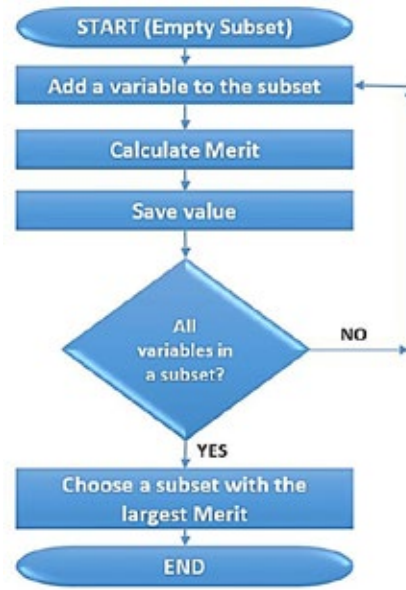 START (Empty Subset)
Add a variable to the subset
Calculate Merit
Save value
All
variables in
a subset?
NO
YES
Choose a subset with the
largest Merit
END